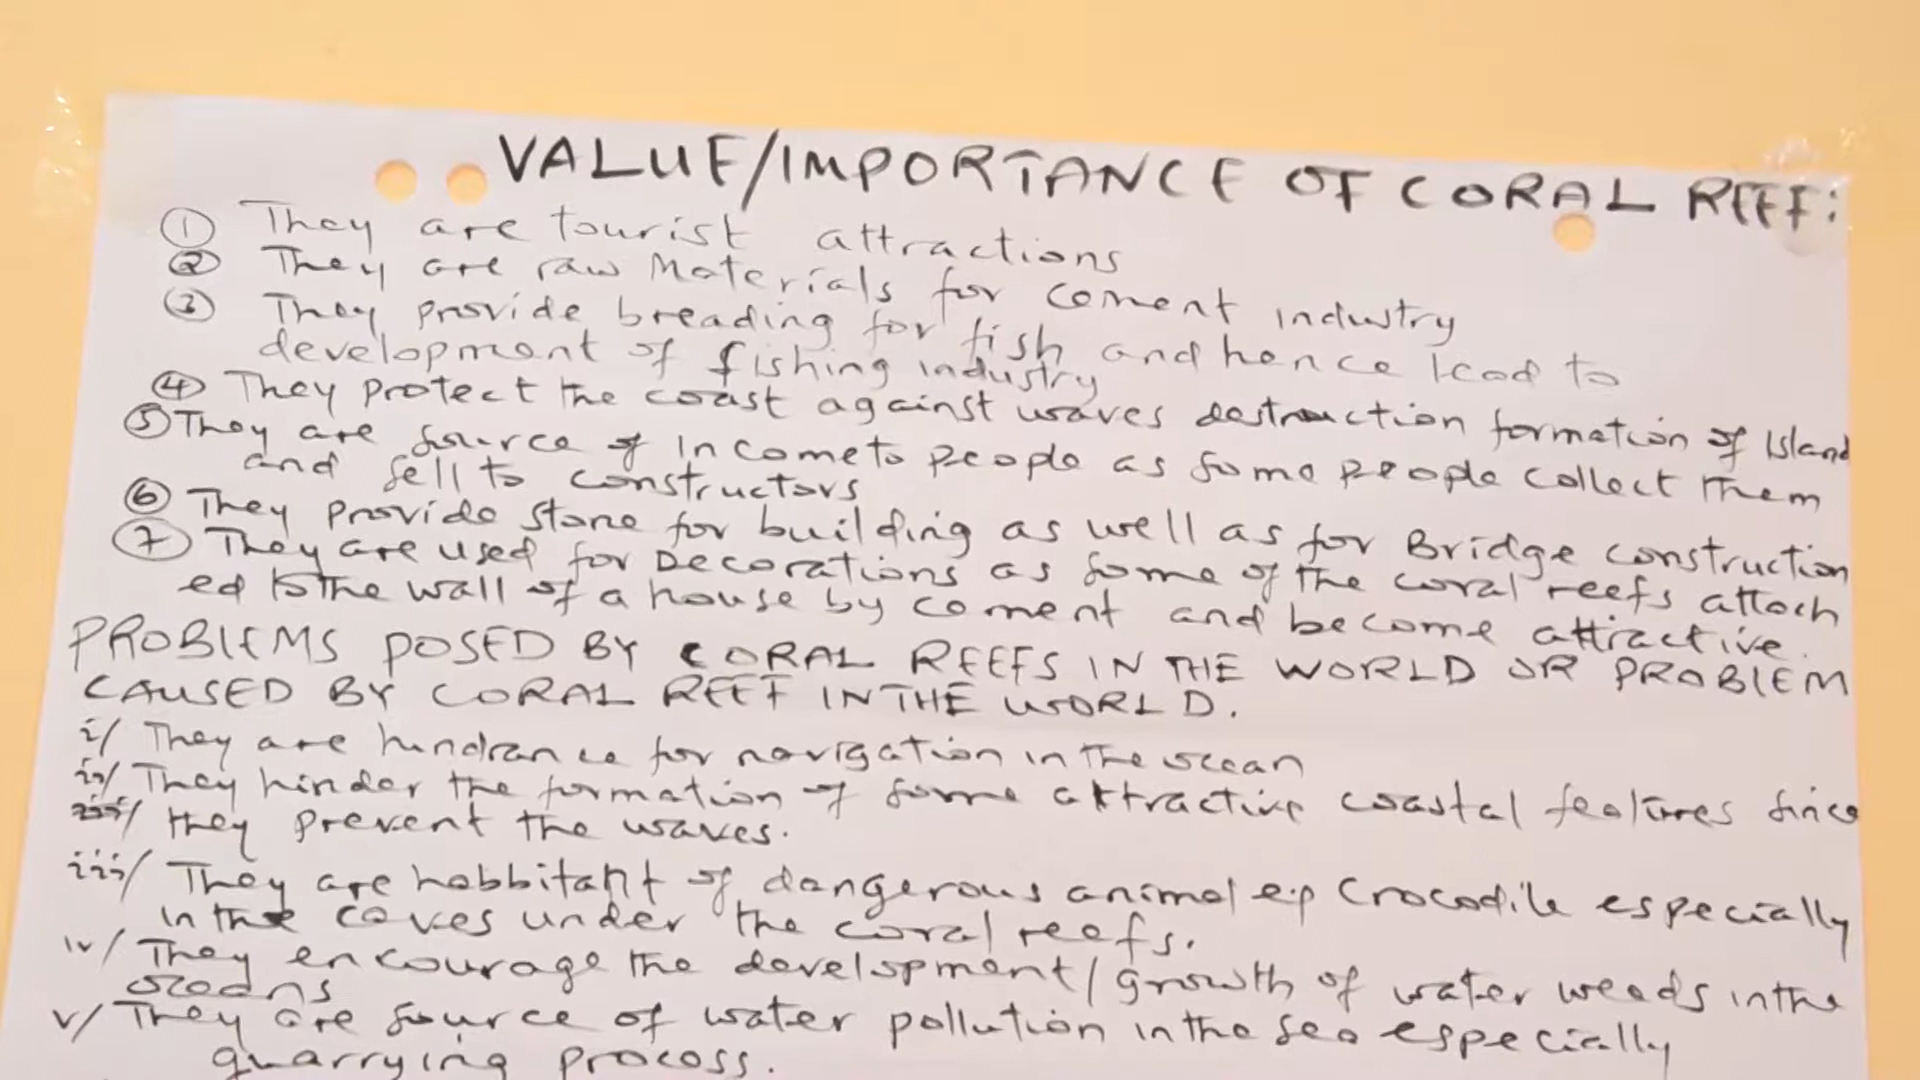 VALUE/IMPORTANCE OF CORAL REEF:
① They are tourist attractions
② They are raw Materials for cement industry
③ They provide breading for fish and hence lead to
development of fishing industry
④ They protect the coast against waves destruction formation of Island
⑤ They are source of income to people as some people collect them
and sell to constructors
⑥ They provide stone for building as well as for Bridge construction
⑦ They are used for Decorations as some of the coral reefs attach
ed to the wall of a house by cement and become attractive.
PROBLEMS POSED BY CORAL REEFS IN THE WORLD OR PROBLEM
CAUSED BY CORAL REEF IN THE WORLD.
i/ They are hundrance for navigation in the ocean
ii/ They hinder the formation of some attractive coastal features since
they prevent the waves.
iii/ They are habbitant of dangerous animal eg Crocodile especially
in the caves under the coral reefs.
iv/ They encourage the development/growth of water weeds in the
oceans
v/ They are source of water pollution in the sea especially
quarrying process.